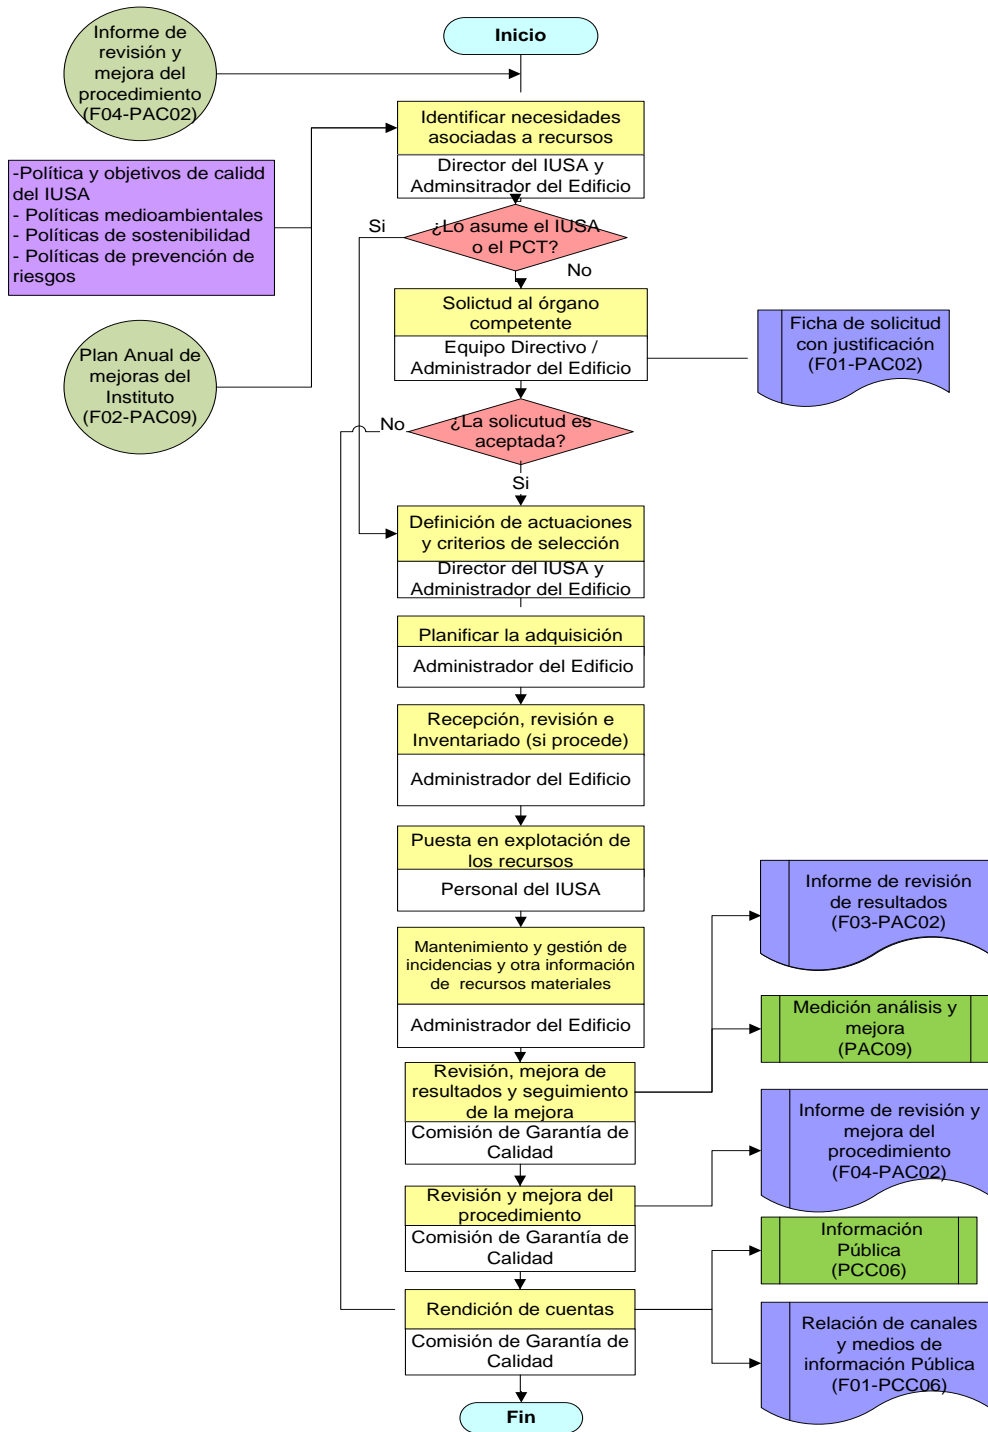 Informe de
revisión y
mejora del
procedimiento
(F04-PAC02)
Inicio
Identificar necesidades
asociadas a recursos
Director del IUSA y
Adminsitrador del Edificio
-Política y objetivos de calidd
del IUSA
- Políticas medioambientales
- Políticas de sostenibilidad
- Políticas de prevención de
riesgos
Si
¿Lo asume el IUSA
o el PCT?
No
Solicitud al órgano
competente
Equipo Directivo /
Administrador del Edificio
Ficha de solicitud
con justificación
(F01-PAC02)
Plan Anual de
mejoras del
Instituto
(F02-PAC09)
No
¿La solicutud es
aceptada?
Si
Definición de actuaciones
y criterios de selección
Director del IUSA y
Administrador del Edificio
Planificar la adquisición
Administrador del Edificio
Recepción, revisión e
Inventariado (si procede)
Administrador del Edificio
Puesta en explotación de
los recursos
Personal del IUSA
Mantenimiento y gestión de
incidencias y otra información
de recursos materiales
Administrador del Edificio
Informe de revisión
de resultados
(F03-PAC02)
Medición análisis y
mejora
(PAC09)
Revisión, mejora de
resultados y seguimiento
de la mejora
Comisión de Garantía de
Calidad
Informe de revisión y
mejora del
procedimiento
(F04-PAC02)
Revisión y mejora del
procedimiento
Comisión de Garantía de
Calidad
Información
Pública
(PCC06)
Rendición de cuentas
Comisión de Garantía de
Calidad
Relación de canales
y medios de
información Pública
(F01-PCC06)
Fin